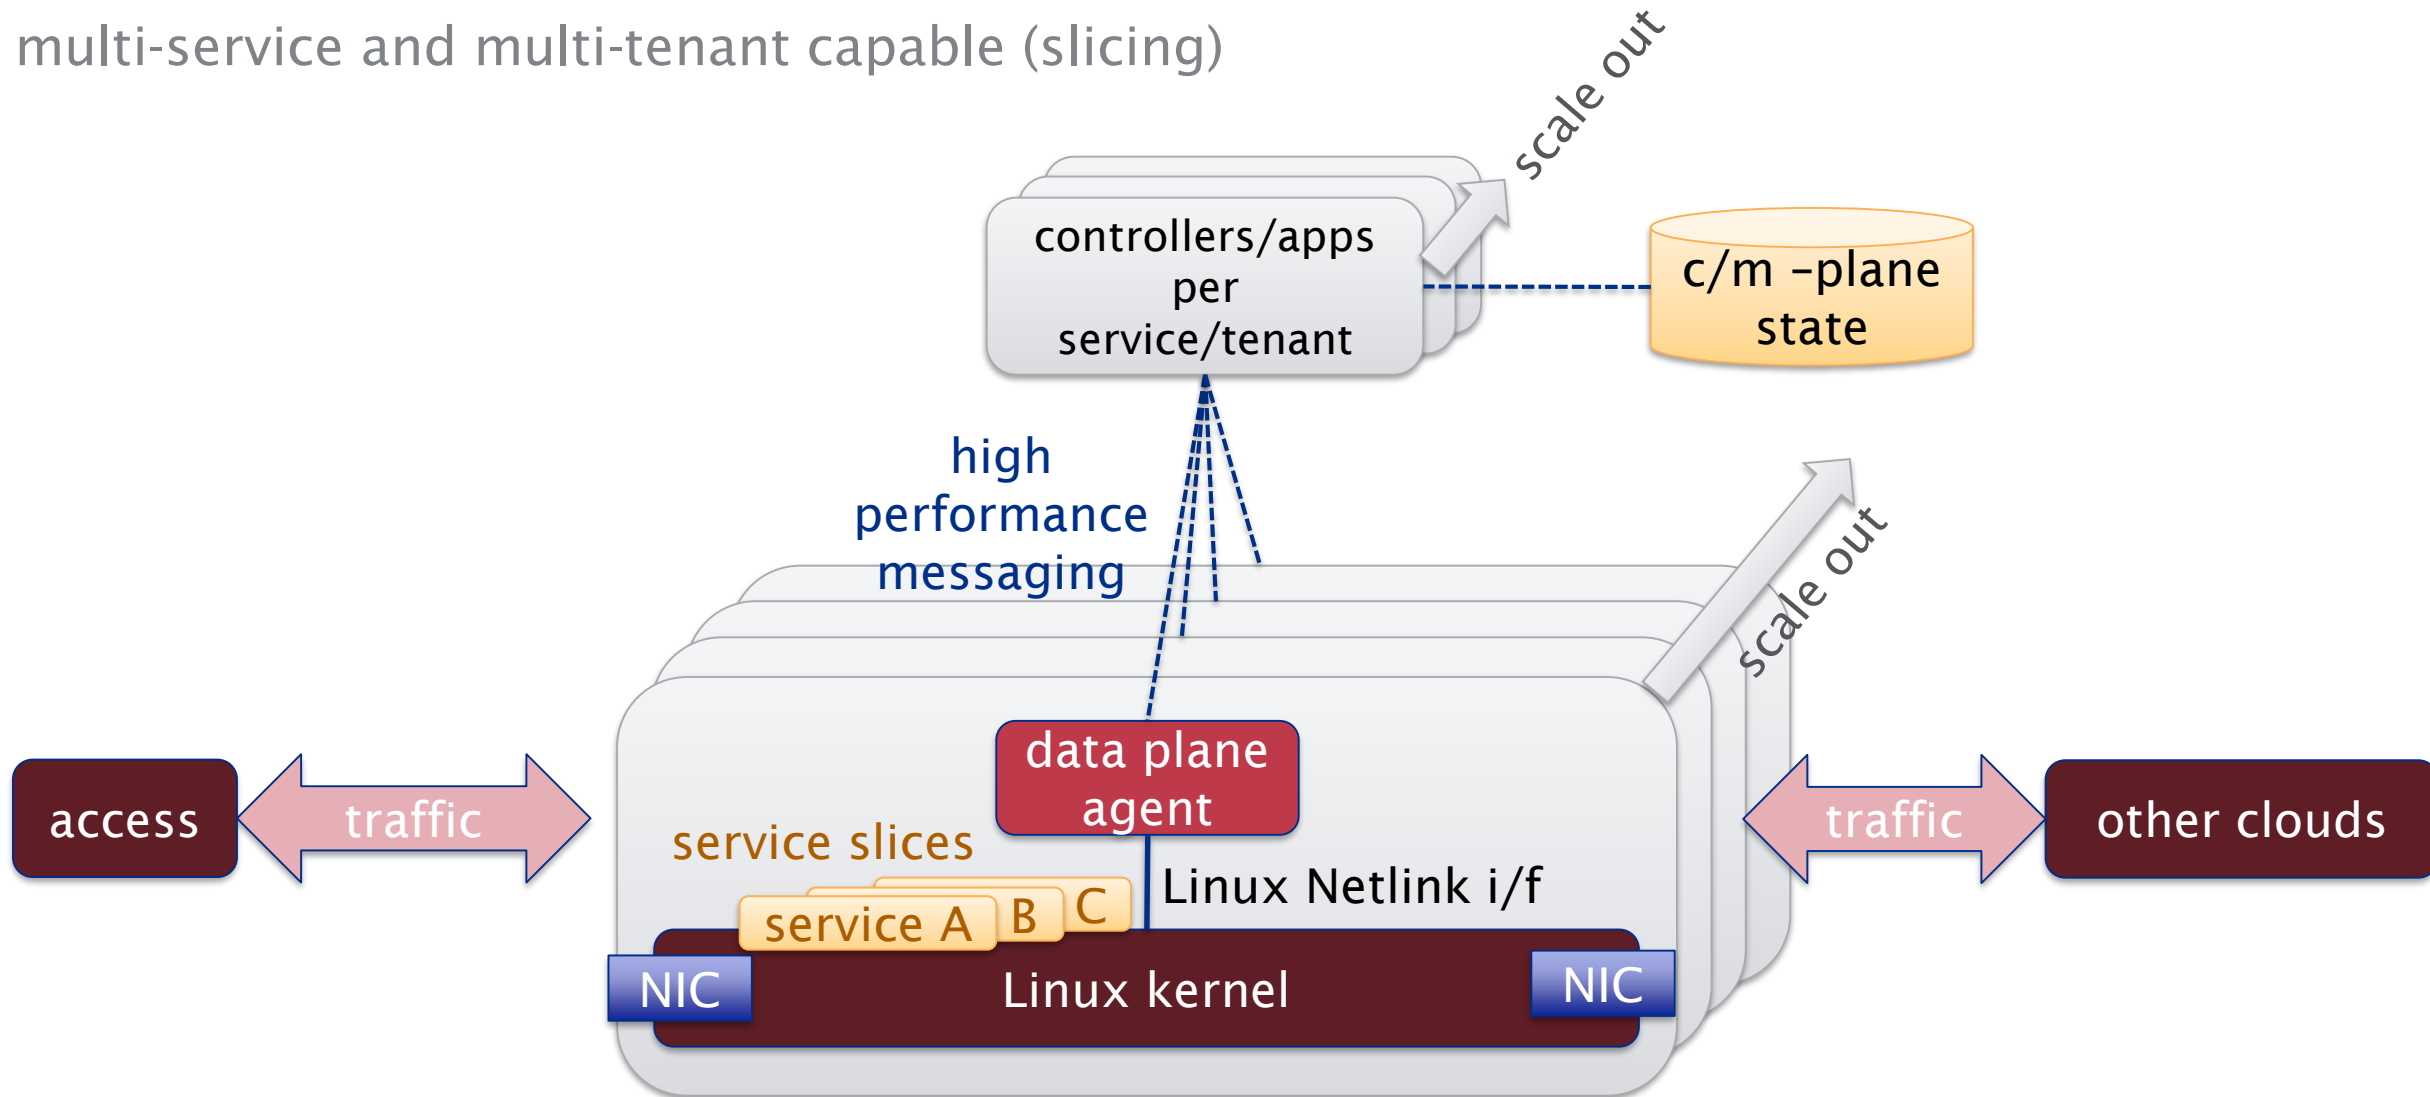 multi-service and multi-tenant capable (slicing)
scale out
controllers/apps
per
service/tenant
c/m –plane
state
high
performance
messaging
scale out
data plane
agent
access
traffic
service slices
traffic
other clouds
Linux Netlink i/f
service A
B
C
NIC
Linux kernel
NIC